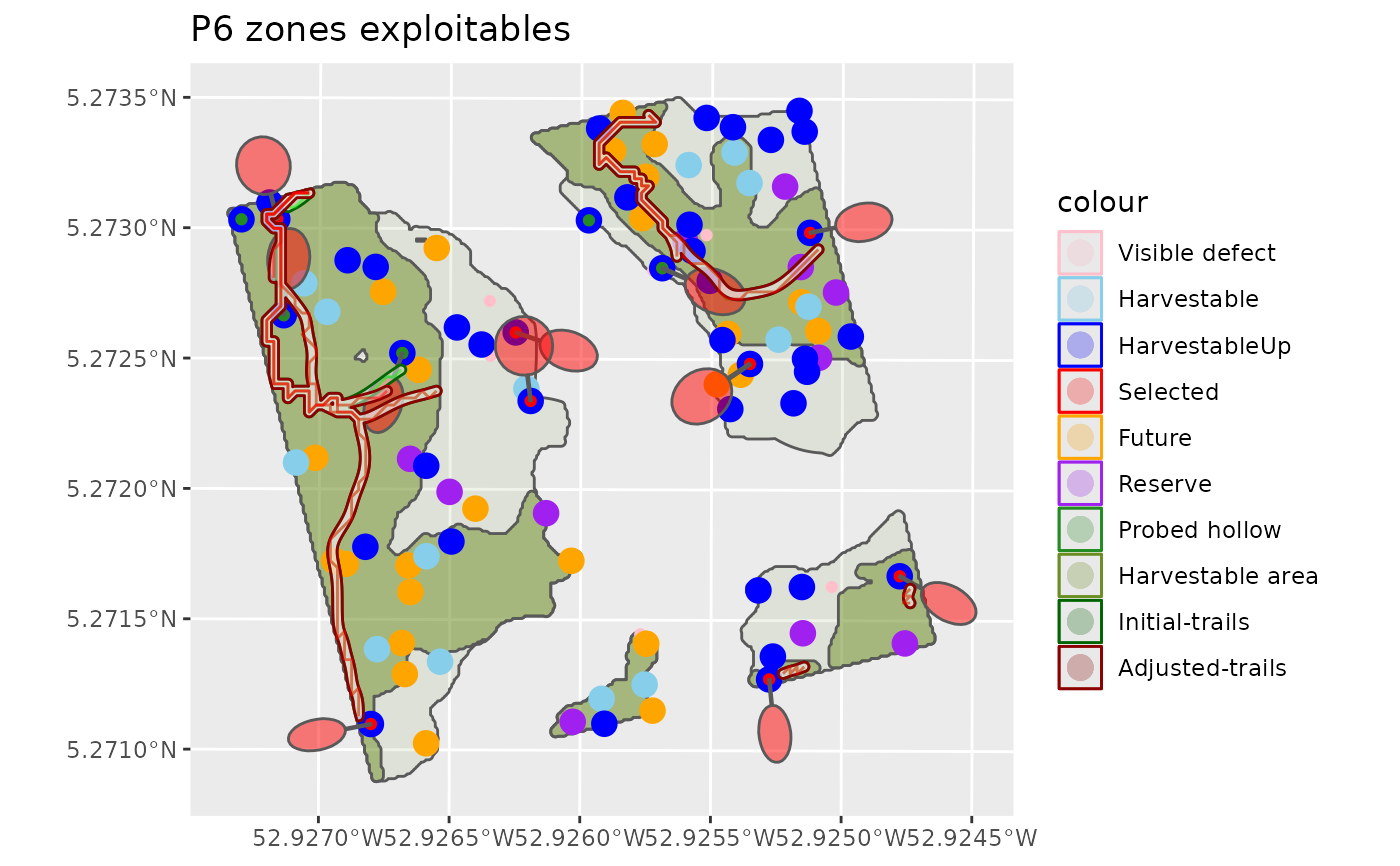 P6 zones exploitables
5.2735°N
5.2730°N
5.2725°N
5.2720°N
5.2715°N
5.2710°N
52.9270°W52.9265°W52.9260°W52.9255°W52.9250°W52.9245°W
colour
Visible defect
Harvestable
HarvestableUp
Selected
Future
Reserve
Probed hollow
Harvestable area
Initial-trails
Adjusted-trails